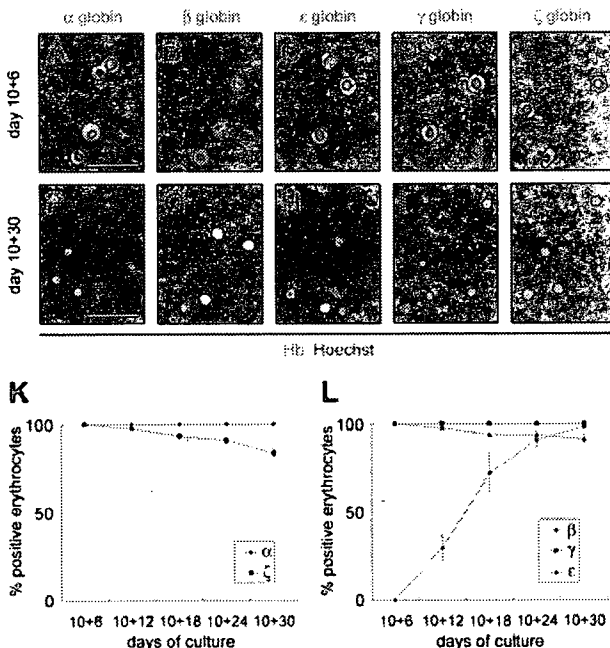 α globin β globin ε globin γ globin ζ globin
day 10+6
day 10+30
Hb Hoechst
K
L
100
50
0
% positive erythrocytes
α
ζ
10+6 10+12 10+18 10+24 10+30
days of culture
100
50
0
% positive erythrocytes
β
γ
ε
10+6 10+12 10+18 10+24 10+30
days of culture